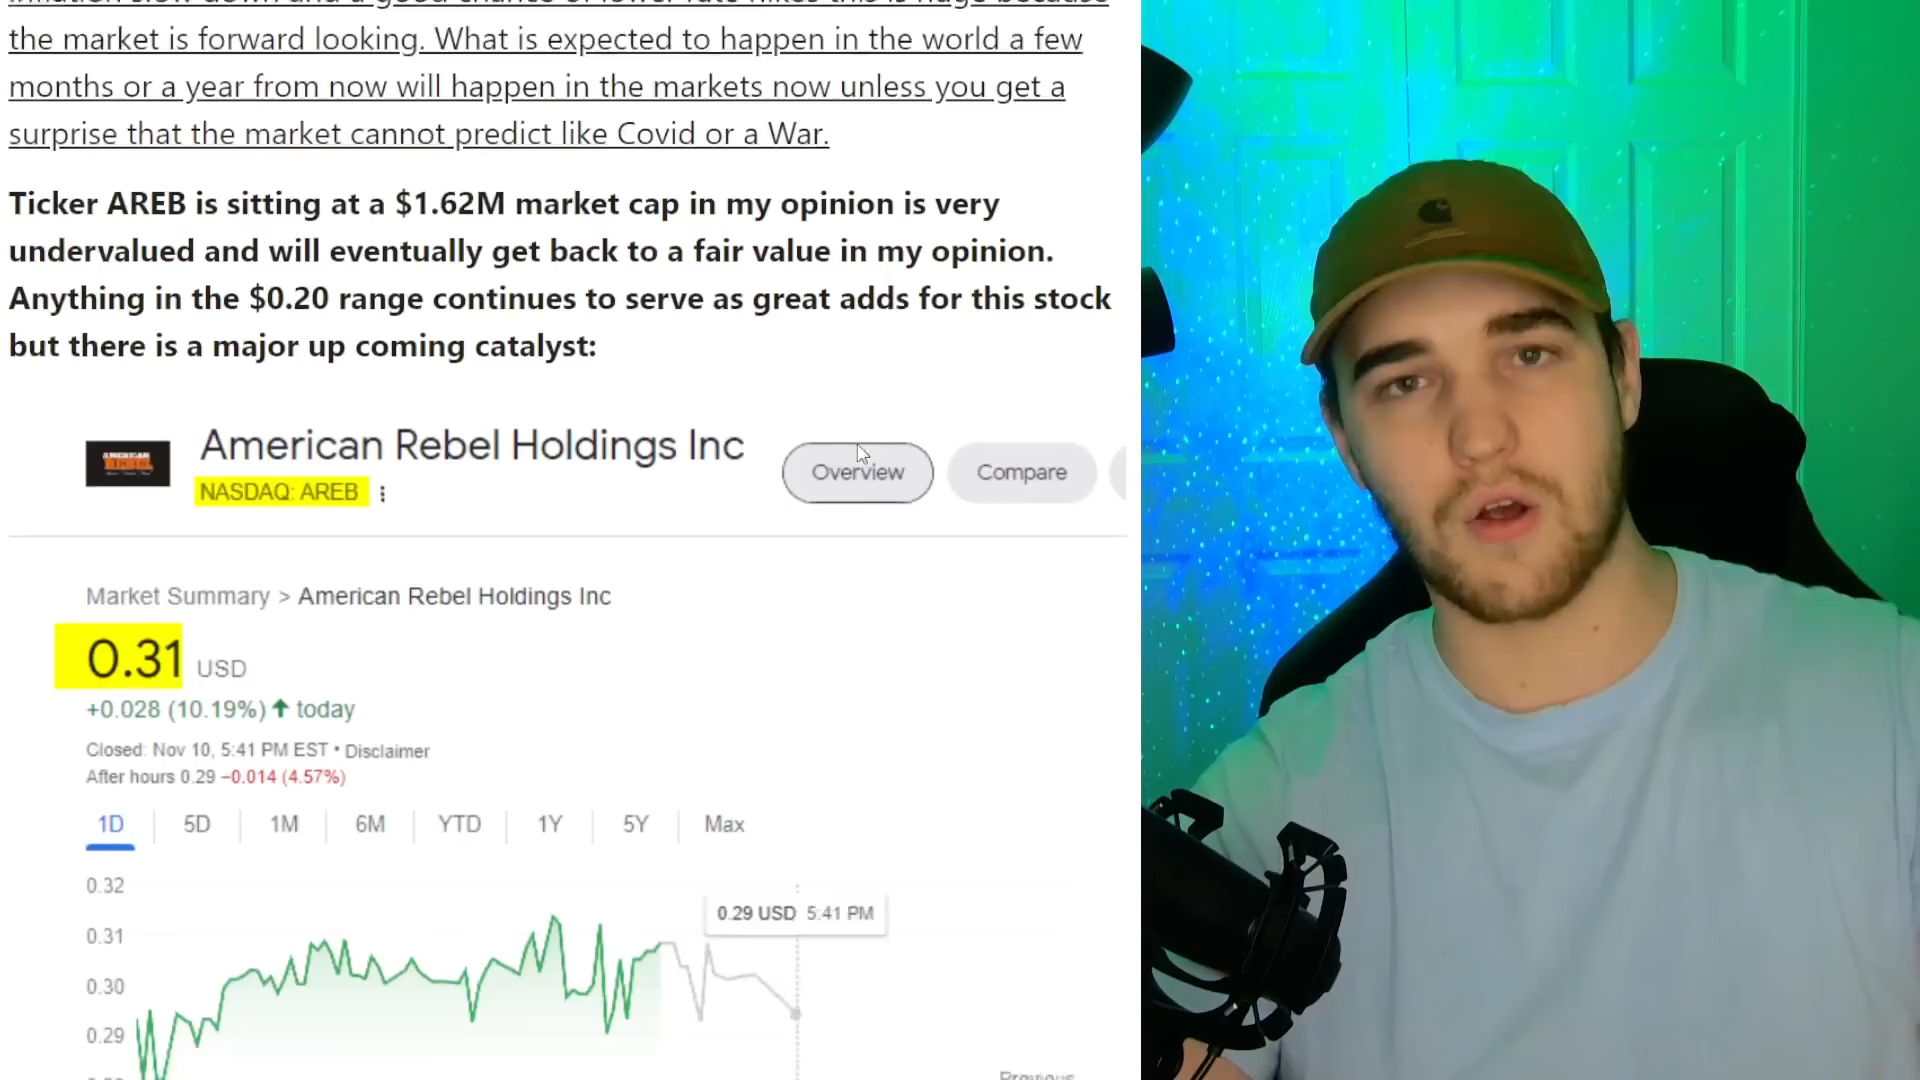 the market is forward looking. What is expected to happen in the world a few
months or a year from now will happen in the markets now unless you get a
surprise that the market cannot predict like Covid or a War.
Ticker AREB is sitting at a $1.62M market cap in my opinion is very
undervalued and will eventually get back to a fair value in my opinion.
Anything in the $0.20 range continues to serve as great adds for this stock
but there is a major up coming catalyst:
American Rebel Holdings Inc
NASDAQ: AREB
Overview
Compare
Market Summary > American Rebel Holdings Inc
0.31 USD
+0.028 (10.19%) ↑ today
Closed: Nov 10, 5:41 PM EST • Disclaimer
After hours 0.29 −0.014 (4.57%)
1D 5D 1M 6M YTD 1Y 5Y Max
0.32
0.29 USD 5:41 PM
0.31
0.30
0.29